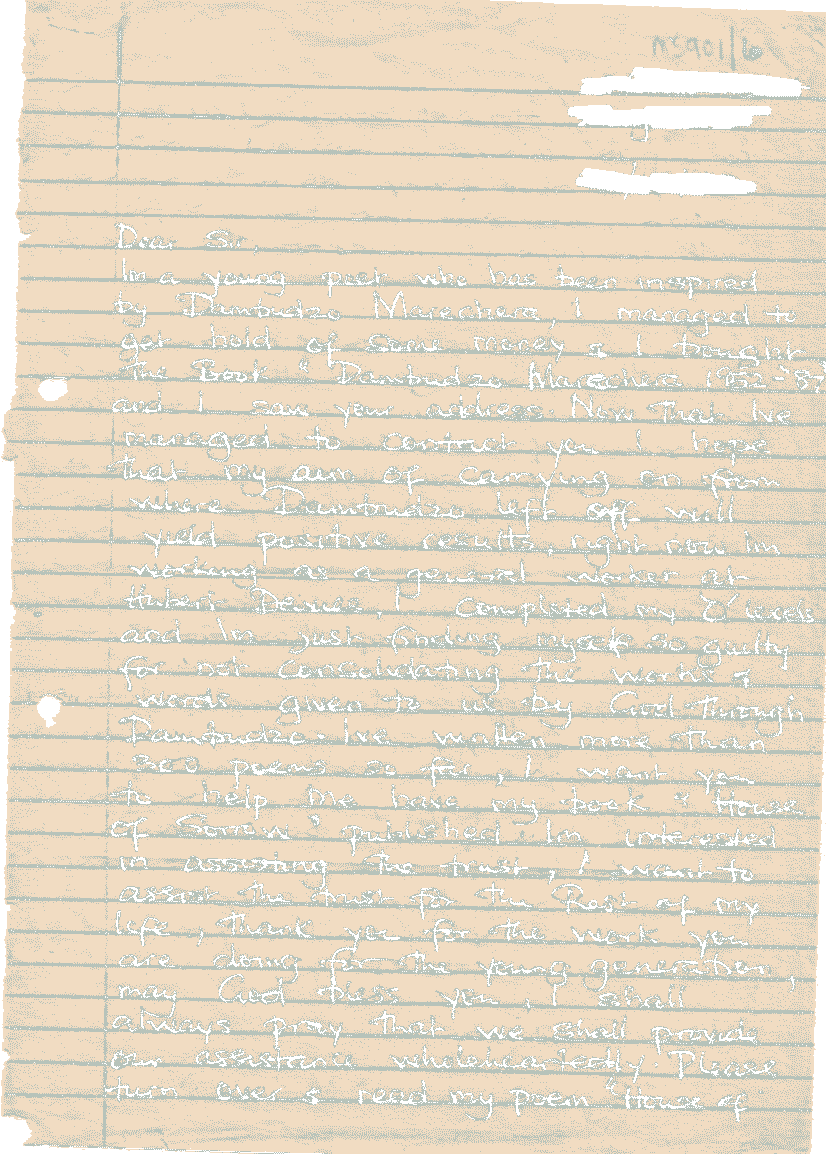 MS901/6
Dear Sir,
Im a young poet who has been inspired
by Dambudzo Marechera, I managed to
get hold of some money & I bought
The Book "Dambudzo Marechera 1952-'87"
and I saw your address. Now that Ive
managed to contact you I hope
that my aim of carrying on from
where Dambudzo left off will
yield positive results, right now Im
working as a general worker at
Device, I completed my O'levels
and Im just finding myself so guilty
for not consolidating the works &
words given to us by God through
Dambudzo. Ive written more than
300 poems so far, I want you
to help me have my book "House
of Sorrow" published. Im interested
in assisting the trust, I want to
assist the trust for the Rest of my
life, thank you for the work you
are doing for the young generation,
may God bless you, I shall
always pray that we shall provide
our assistance wholeheartedly. Please
turn over & read my poem "House of